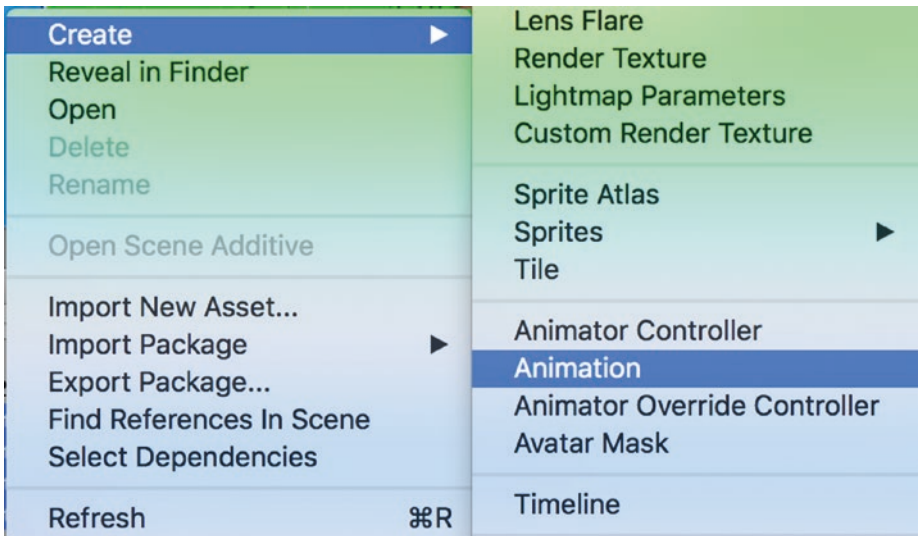 Create
Reveal in Finder
Open
Delete
Rename
Open Scene Additive
Import New Asset...
Import Package
Export Package...
Find References In Scene
Select Dependencies
Refresh ⌘R
Lens Flare
Render Texture
Lightmap Parameters
Custom Render Texture
Sprite Atlas
Sprites
Tile
Animator Controller
Animation
Animator Override Controller
Avatar Mask
Timeline